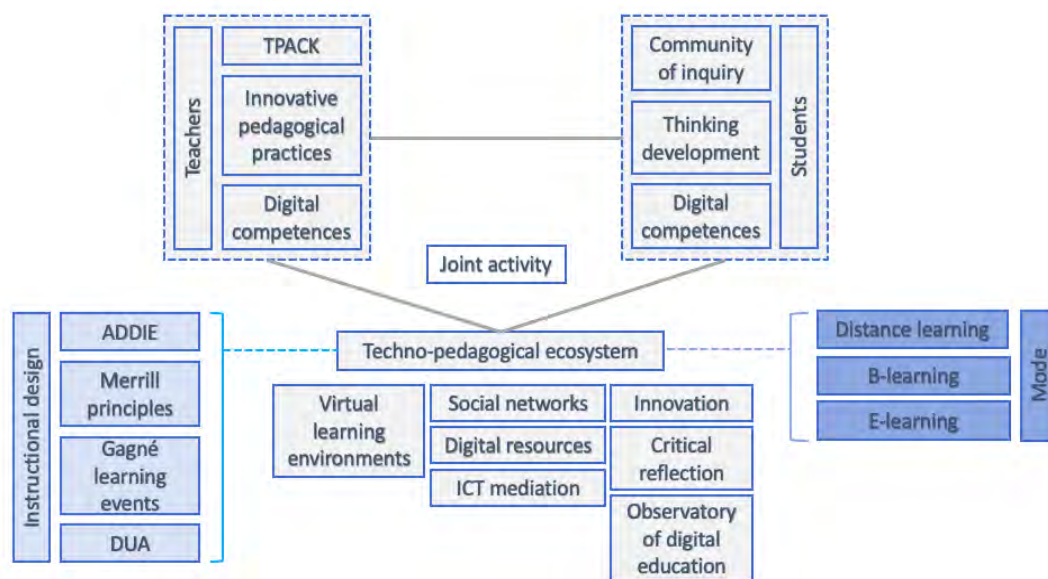 Teachers
TPACK
Innovative
pedagogical
practices
Digital
competences
Community
of inquiry
Thinking
development
Digital
competences
Students
Joint activity
Instructional design
ADDIE
Merrill
principles
Gagné
learning
events
DUA
Techno-pedagogical ecosystem
Virtual
learning
environments
Social networks
Digital resources
ICT mediation
Innovation
Critical
reflection
Observatory
of digital
education
Distance learning
B-learning
E-learning
Mode